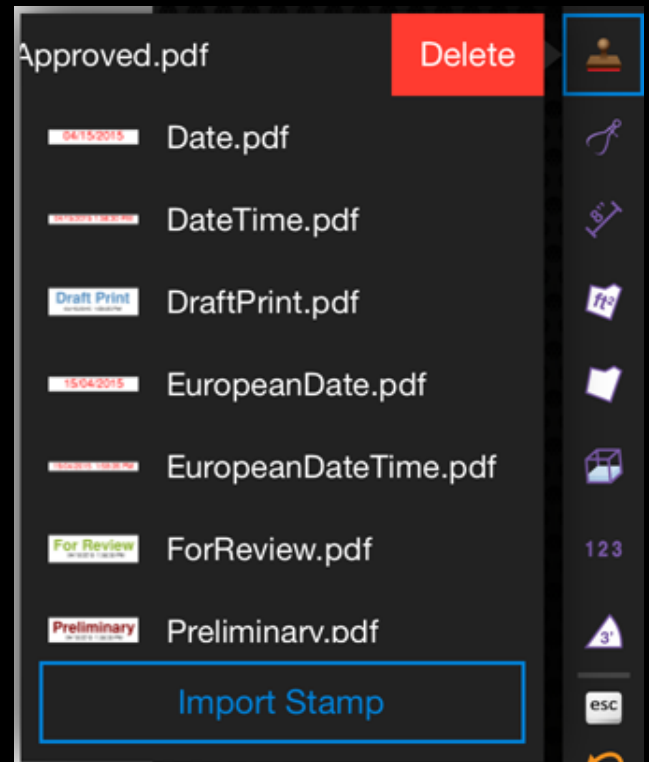 Approved.pdf
Delete
04/15/2015
Date.pdf
8"
DateTime.pdf
Draft Print
DraftPrint.pdf
ft²
15/04/2015
EuropeanDate.pdf
EuropeanDateTime.pdf
For Review
ForReview.pdf
123
Preliminary
Preliminary.pdf
3'
Import Stamp
esc